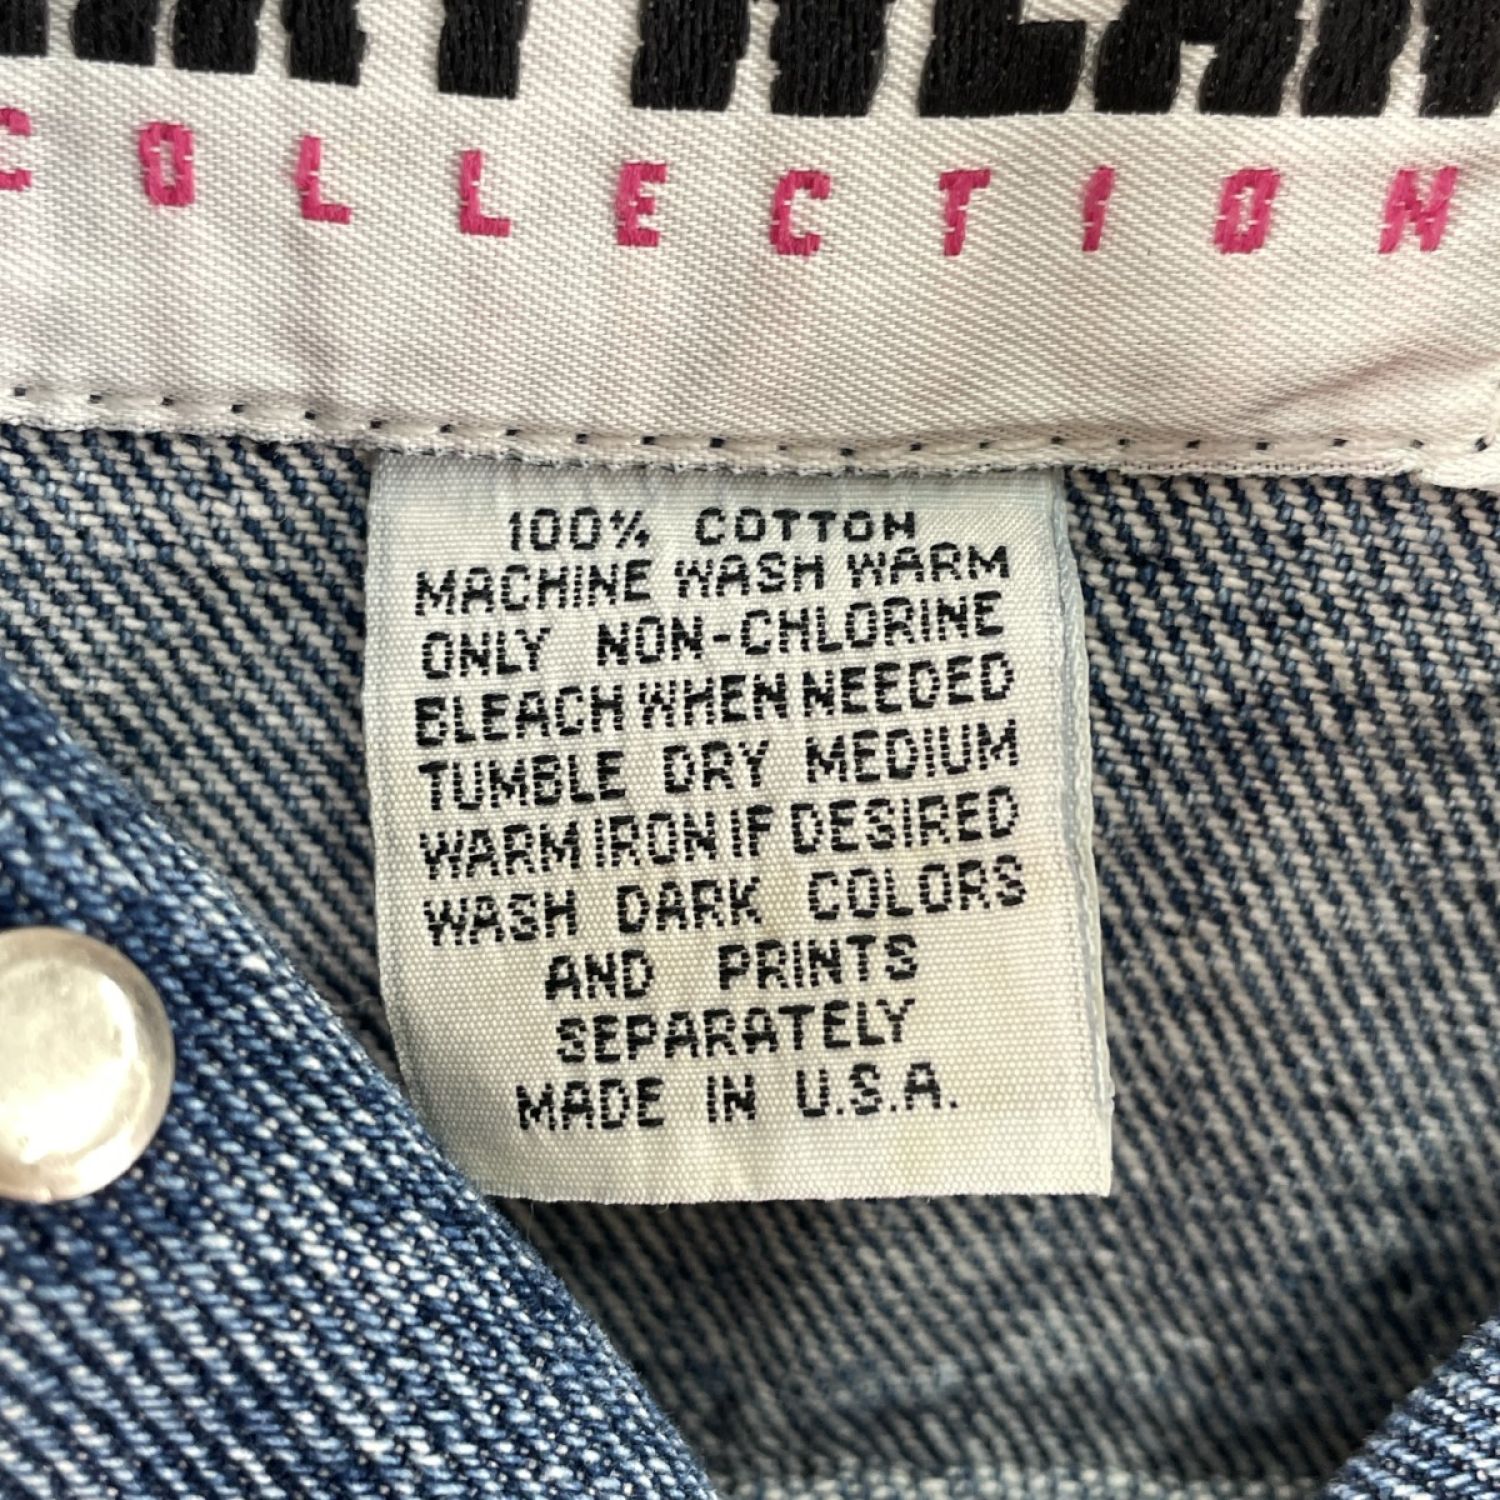 COLLECTION
100% COTTON
MACHINE WASH WARM
ONLY NON-CHLORINE
BLEACH WHEN NEEDED
TUMBLE DRY MEDIUM
WARM IRON IF DESIRED
WASH DARK COLORS
AND PRINTS
SEPARATELY
MADE IN U.S.A.